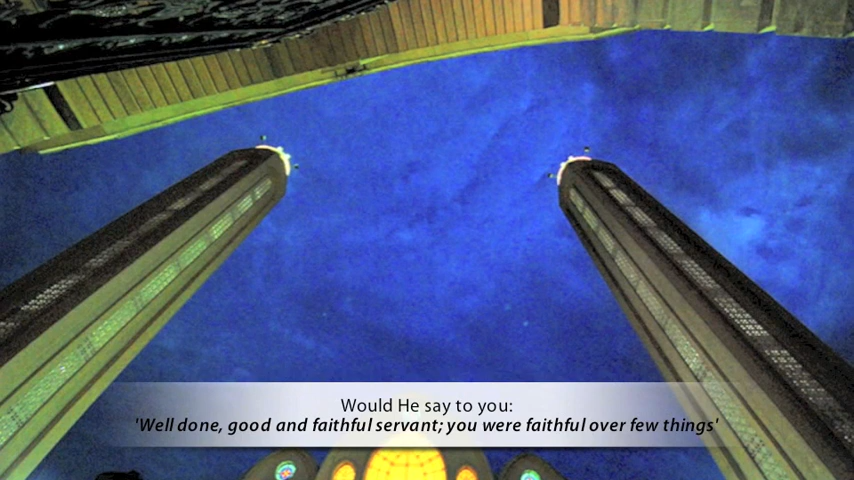 Would He say to you:
'Well done, good and faithful servant; you were faithful over few things'